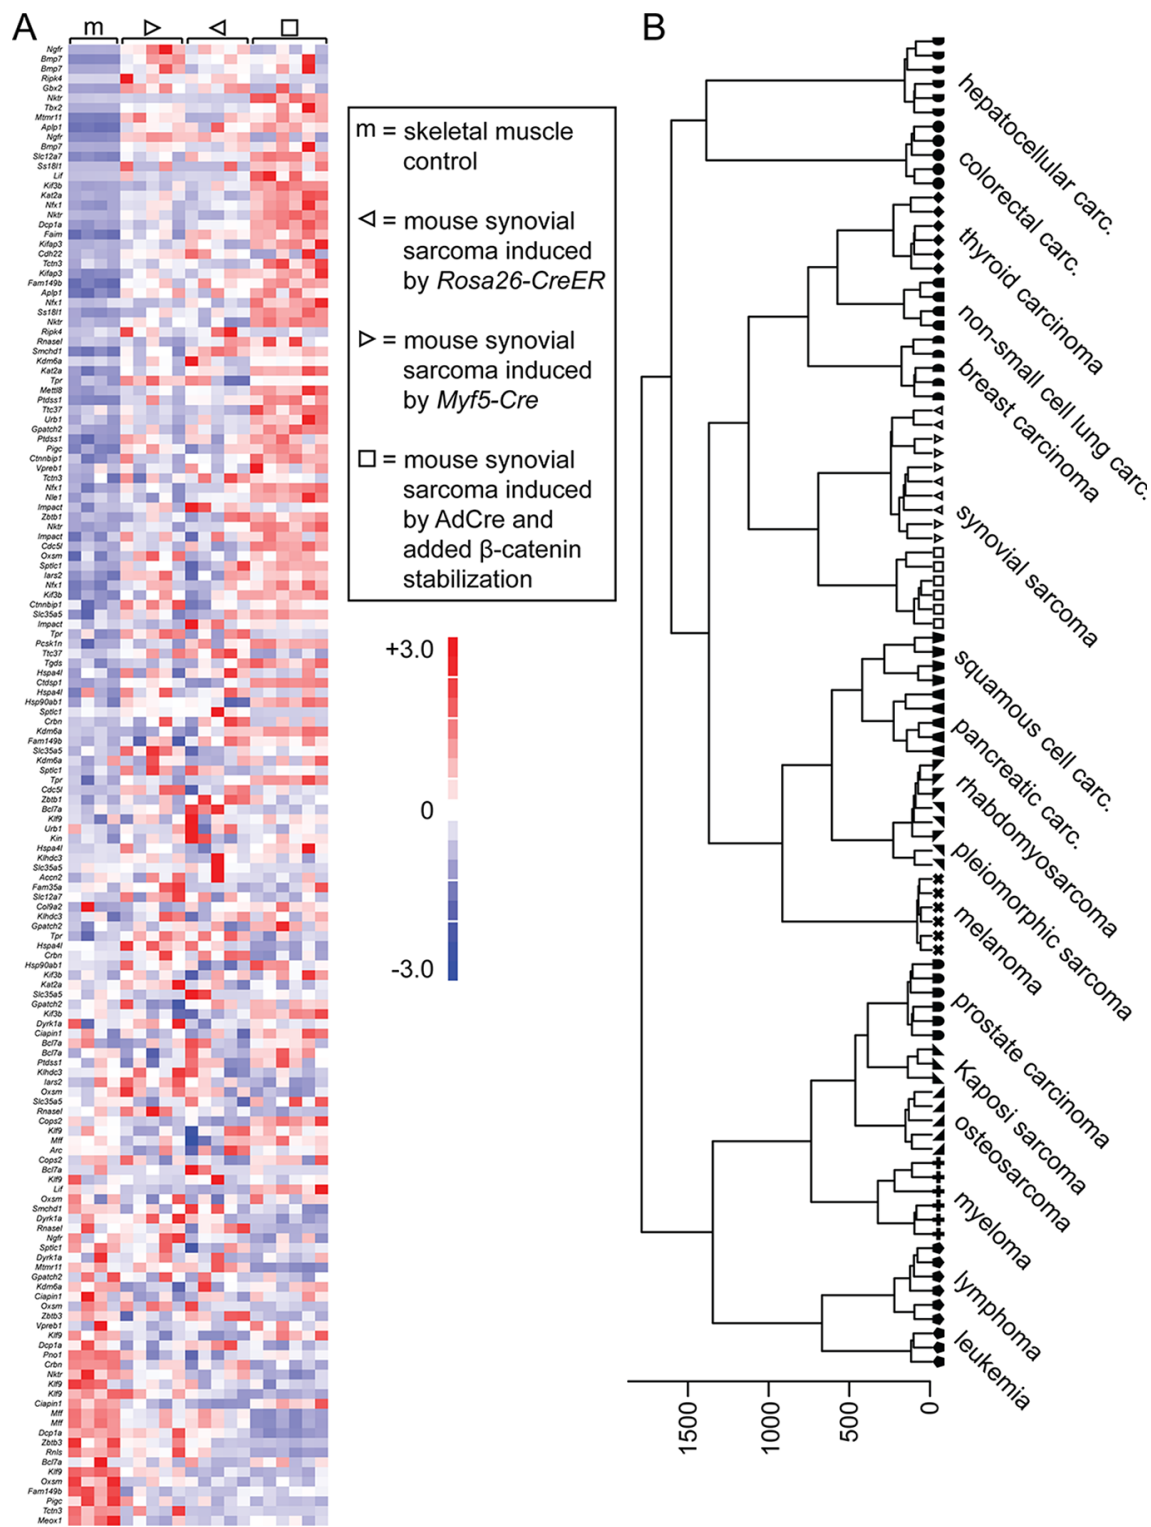 A
m
B
Ngfr
Bmp7
Bmp7
Ripk4
Gbx2
Nktr
Tbx2
Mtmr11
Aplp1
Ngfr
Bmp7
Slc12a7
Ss18l1
Lif
Kif3b
Kat2a
Nfx1
Nktr
Dcp1a
Faim
Kifap3
Cdh22
Tctn3
Kifap3
Fam149b
Aplp1
Nfx1
Ss18l1
Nktr
Ripk4
Rnasel
Smchd1
Kdm6a
Kat2a
Tpr
Mettl8
Ptdss1
Ttc37
Urb1
Gpatch2
Ptdss1
Pigc
Ctnnbip1
Vpreb1
Tctn3
Nfx1
Nle1
Impact
Zbtb1
Nktr
Impact
Cdc5l
Oxsm
Sptlc1
Iars2
Nfx1
Kif3b
Ctnnbip1
Slc35a5
Impact
Tpr
Pcsk1n
Ttc37
Tgds
Hspa4l
Ctdsp1
Hspa4l
Hsp90ab1
Sptlc1
Crbn
Kdm6a
Fam149b
Slc35a5
Kdm6a
Sptlc1
Tpr
Cdc5l
Zbtb1
Bcl7a
Klf9
Urb1
Kin
Hspa4l
Klhdc3
Slc35a5
Accn2
Fam35a
Slc12a7
Col9a2
Klhdc3
Gpatch2
Tpr
Hspa4l
Crbn
Hsp90ab1
Kif3b
Kat2a
Slc35a5
Gpatch2
Kif3b
Dyrk1a
Ciapin1
Bcl7a
Bcl7a
Ptdss1
Klhdc3
Iars2
Oxsm
Slc35a5
Rnasel
Cops2
Klf9
Mff
Arc
Cops2
Bcl7a
Klf9
Lif
Oxsm
Smchd1
Dyrk1a
Rnasel
Ngfr
Sptlc1
Dyrk1a
Mtmr11
Gpatch2
Kdm6a
Ciapin1
Oxsm
Zbtb3
Vpreb1
Klf9
Dcp1a
Pno1
Crbn
Nktr
Klf9
Klf9
Ciapin1
Mff
Mff
Dcp1a
Zbtb3
Rnls
Bcl7a
Klf9
Oxsm
Fam149b
Pigc
Tctn3
Meox1
m = skeletal muscle
control
= mouse synovial
sarcoma induced
by Rosa26-CreER
= mouse synovial
sarcoma induced
by Myf5-Cre
= mouse synovial
sarcoma induced
by AdCre and
added β-catenin
stabilization
+3.0
0
-3.0
hepatocellular carc.
colorectal carc.
thyroid carcinoma
non-small cell lung carc.
breast carcinoma
synovial sarcoma
squamous cell carc.
pancreatic carc.
rhabdomyosarcoma
pleiomorphic sarcoma
melanoma
prostate carcinoma
Kaposi sarcoma
osteosarcoma
myeloma
lymphoma
leukemia
1500
1000
500
0